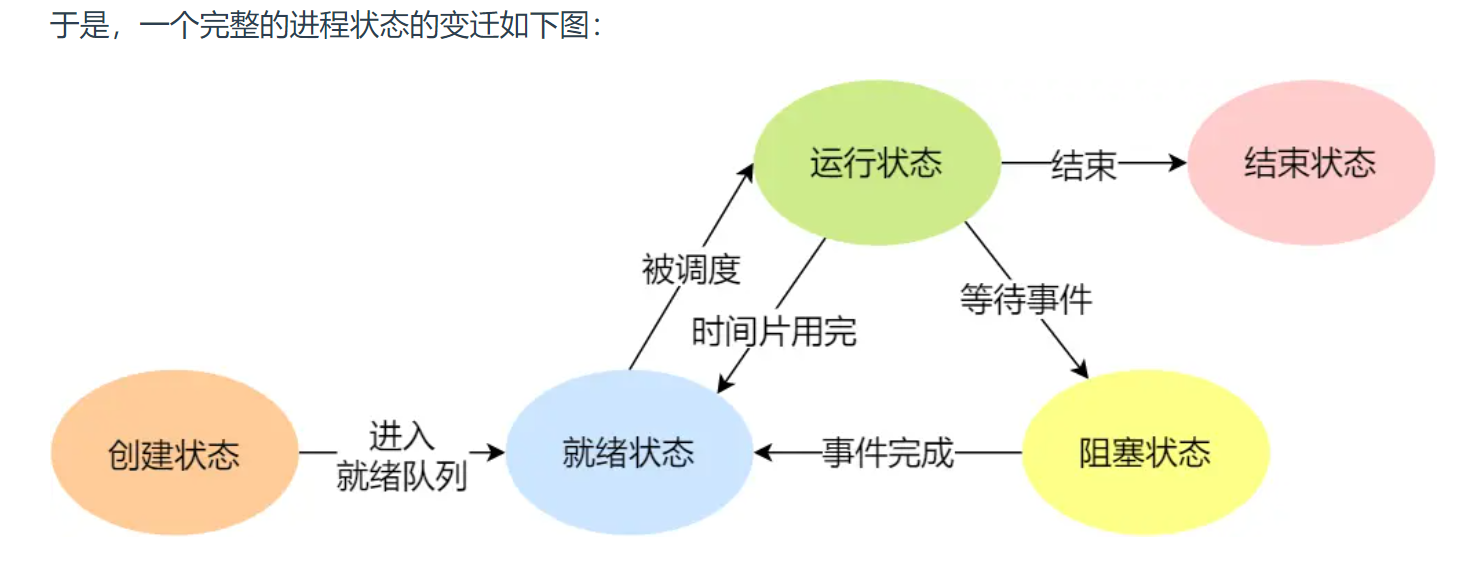 于是，一个完整的进程状态的变迁如下图：
运行状态
结束
结束状态
被调度
等待事件
时间片用完
创建状态
进入
就绪队列
就绪状态
事件完成
阻塞状态